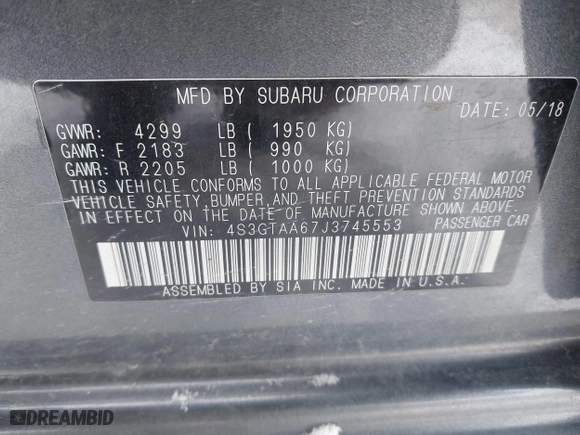 MFD BY SUBARU CORPORATION
DATE: 05/18
GVWR: 4299 LB ( 1950 KG)
GAWR: F 2183 LB ( 990 KG)
GAWR: R 2205 LB ( 1000 KG)
THIS VEHICLE CONFORMS TO ALL APPLICABLE FEDERAL MOTOR
VEHICLE SAFETY, BUMPER, AND THEFT PREVENTION STANDARDS
IN EFFECT ON THE DATE OF MANUFACTURE SHOWN ABOVE.
VIN: 4S3GTAA67J3745553 PASSENGER CAR
ASSEMBLED BY SIA INC. MADE IN U.S.A.
DREAMBID